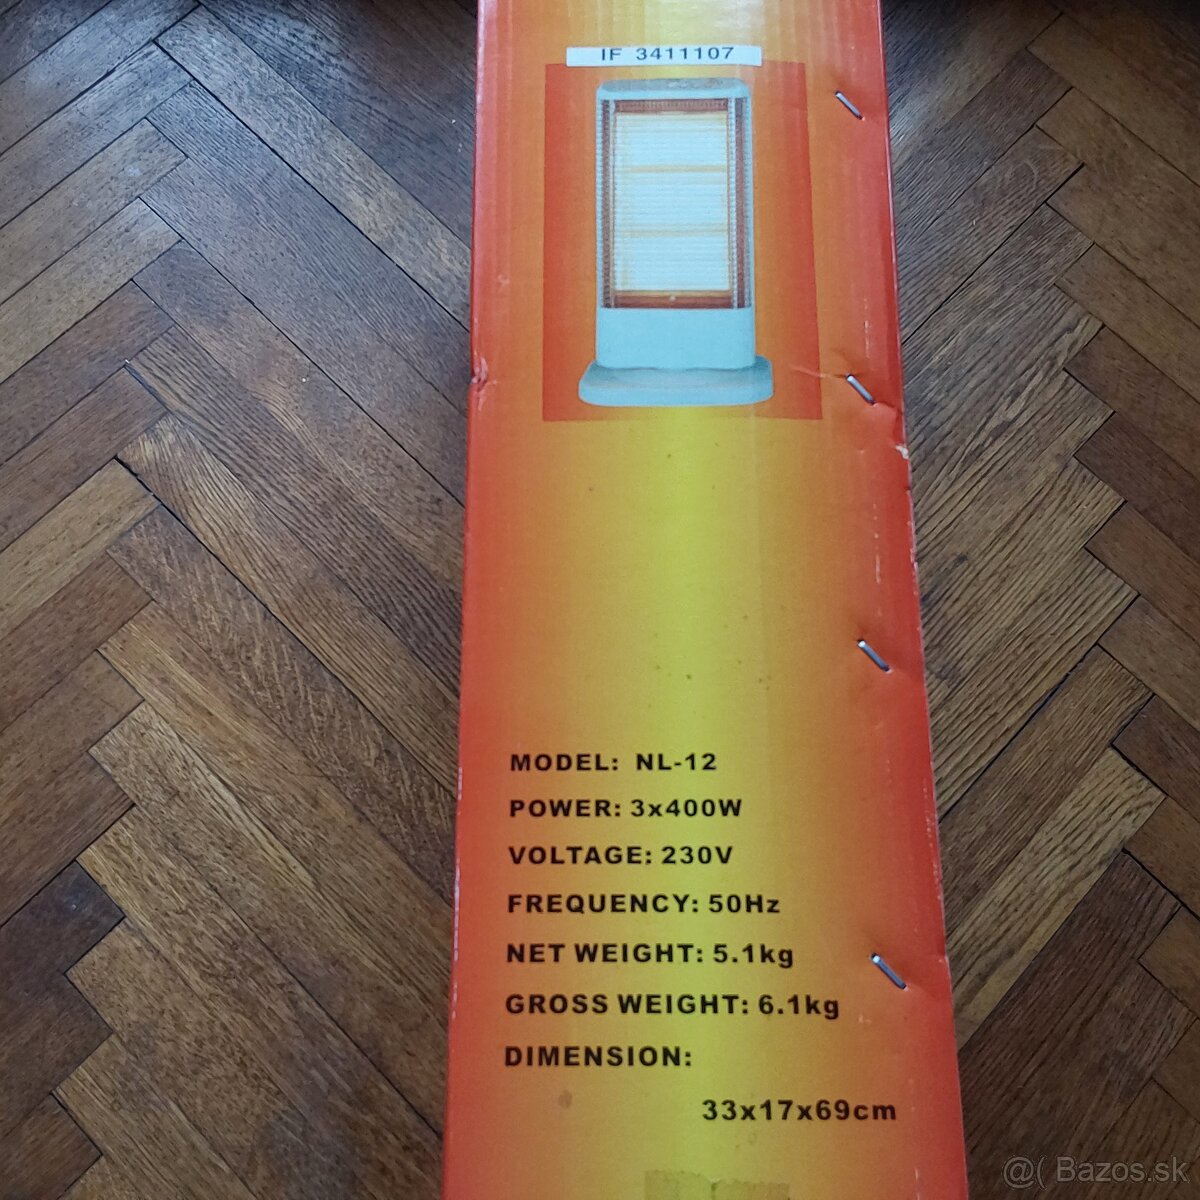 IF 3411107
MODEL: NL-12
POWER: 3x400W
VOLTAGE: 230V
FREQUENCY: 50Hz
NET WEIGHT: 5.1kg
GROSS WEIGHT: 6.1kg
DIMENSION:
33x17x69cm
@( Bazos.sk